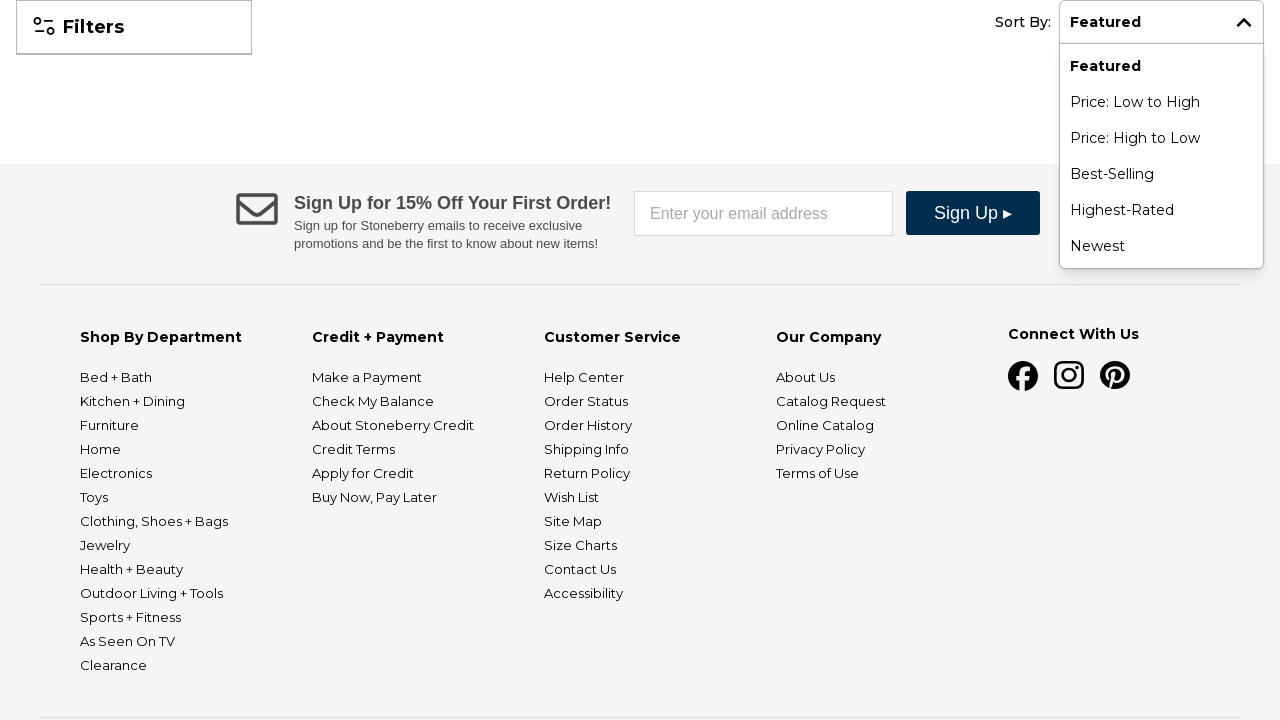 Filters
Sort By:
Featured
Featured
Price: Low to High
Price: High to Low
Best-Selling
Highest-Rated
Newest
Sign Up for 15% Off Your First Order!
Sign up for Stoneberry emails to receive exclusive
promotions and be the first to know about new items!
Enter your email address
Sign Up ▸
Shop By Department
Bed + Bath
Kitchen + Dining
Furniture
Home
Electronics
Toys
Clothing, Shoes + Bags
Jewelry
Health + Beauty
Outdoor Living + Tools
Sports + Fitness
As Seen On TV
Clearance
Credit + Payment
Make a Payment
Check My Balance
About Stoneberry Credit
Credit Terms
Apply for Credit
Buy Now, Pay Later
Customer Service
Help Center
Order Status
Order History
Shipping Info
Return Policy
Wish List
Site Map
Size Charts
Contact Us
Accessibility
Our Company
About Us
Catalog Request
Online Catalog
Privacy Policy
Terms of Use
Connect With Us